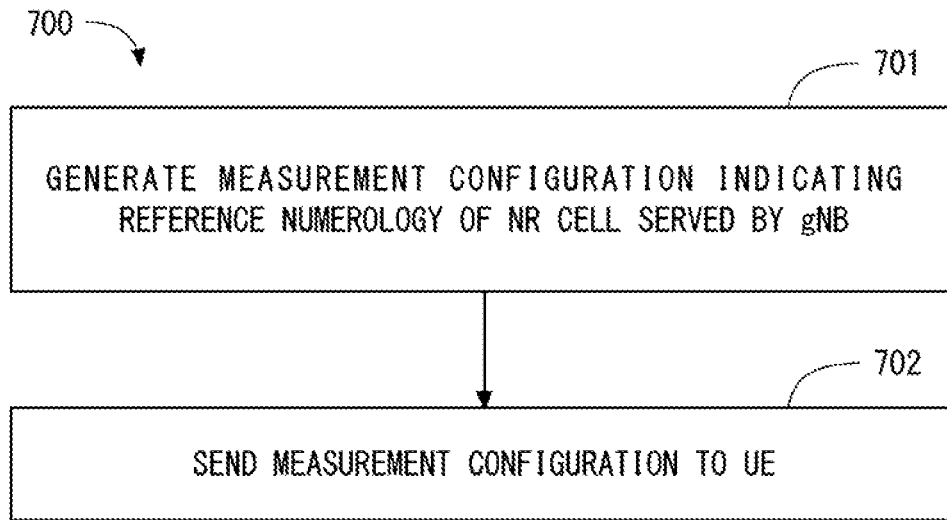 700
701
GENERATE MEASUREMENT CONFIGURATION INDICATING
REFERENCE NUMEROLOGY OF NR CELL SERVED BY gNB
702
SEND MEASUREMENT CONFIGURATION TO UE